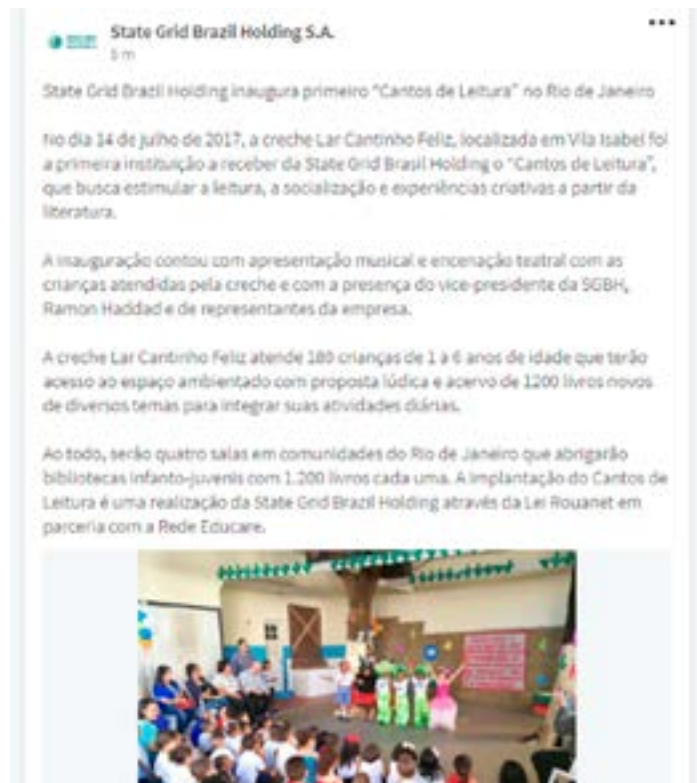 State Grid Brazil Holding S.A.
5 m
State Grid Brazil Holding inaugura primeiro "Cantos de Leitura" no Rio de Janeiro
No dia 14 de julho de 2017, a creche Lar Cantinho Feliz, localizada em Vila Isabel foi
a primeira instituição a receber da State Grid Brasil Holding o "Cantos de Leitura",
que busca estimular a leitura, a socialização e experiências criativas a partir da
literatura.
A inauguração contou com apresentação musical e encenação teatral com as
crianças atendidas pela creche e com a presença do vice-presidente da SGBH,
Ramon Haddad e de representantes da empresa.
A creche Lar Cantinho Feliz atende 180 crianças de 1 a 6 anos de idade que terão
acesso ao espaço ambientado com proposta lúdica e acervo de 1200 livros novos
de diversos temas para integrar suas atividades diárias.
Ao todo, serão quatro salas em comunidades do Rio de Janeiro que abrigarão
bibliotecas infanto-juvenis com 1.200 livros cada uma. A implantação do Cantos de
Leitura é uma realização da State Grid Brazil Holding através da Lei Rouanet em
parceria com a Rede Educare.